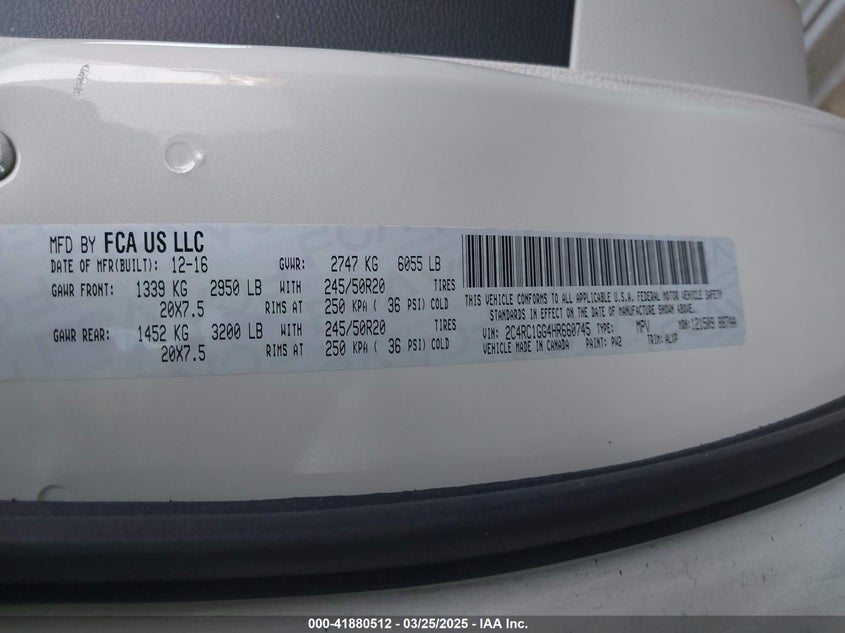 MFD BY FCA US LLC
DATE OF MFR(BUILT): 12-16 GVWR: 2747 KG 6055 LB
GAWR FRONT: 1339 KG 2950 LB WITH 245/50R20 TIRES
20X7.5 RIMS AT 250 KPA ( 36 PSI) COLD
GAWR REAR: 1452 KG 3200 LB WITH 245/50R20 TIRES
20X7.5 RIMS AT 250 KPA ( 36 PSI) COLD
THIS VEHICLE CONFORMS TO ALL APPLICABLE U.S.A. FEDERAL MOTOR VEHICLE SAFETY
STANDARDS IN EFFECT ON THE DATE OF MANUFACTURE SHOWN ABOVE.
VIN: 2C4RC1GG4HR660745 TYPE: MPV MDH:
VEHICLE MADE IN CANADA PAINT: PW2 TRIM: ALXP
000-41880512 - 03/25/2025 - IAA Inc.